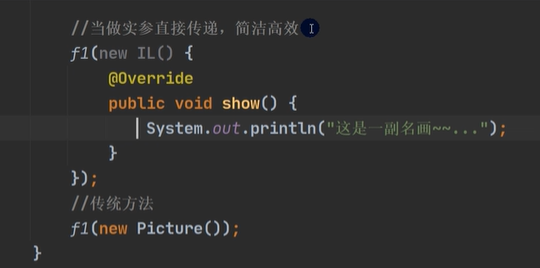 //当做实参直接传递，简洁高效
f1(new IL() {
@Override
public void show() {
System.out.println("这是一副名画~~...");
}
});
//传统方法
f1(new Picture());
}